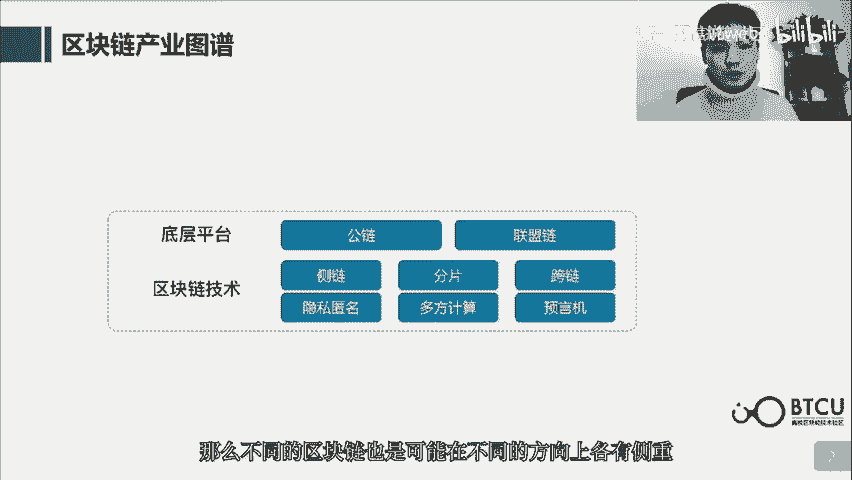 区块链产业图谱
bilibili
底层平台
公链
联盟链
区块链技术
侧链
分片
跨链
隐私匿名
多方计算
预言机
BTCU
高校区块链技术社区
那么不同的区块链也是可能在不同的方向上各有侧重